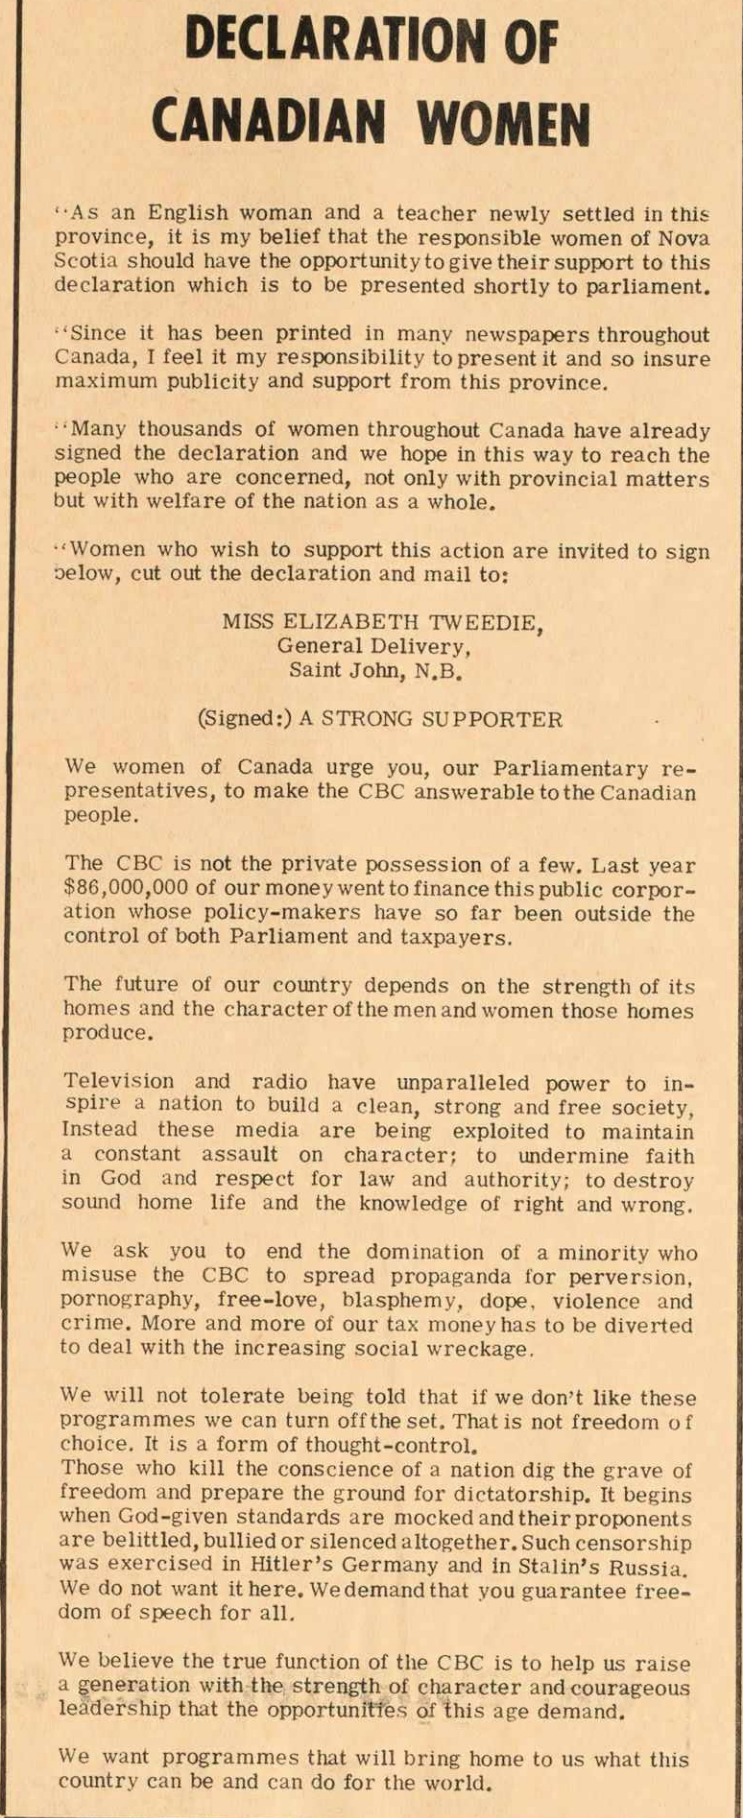 DECLARATION OF
CANADIAN WOMEN
"As an English woman and a teacher newly settled in this
province, it is my belief that the responsible women of Nova
Scotia should have the opportunity to give their support to this
declaration which is to be presented shortly to parliament.
"Since it has been printed in many newspapers throughout
Canada, I feel it my responsibility to present it and so insure
maximum publicity and support from this province.
"Many thousands of women throughout Canada have already
signed the declaration and we hope in this way to reach the
people who are concerned, not only with provincial matters
but with welfare of the nation as a whole.
"Women who wish to support this action are invited to sign
below, cut out the declaration and mail to:
MISS ELIZABETH TWEEDIE,
General Delivery,
Saint John, N.B.
(Signed:) A STRONG SUPPORTER
We women of Canada urge you, our Parliamentary re-
presentatives, to make the CBC answerable to the Canadian
people.
The CBC is not the private possession of a few. Last year
$86,000,000 of our money went to finance this public corpor-
ation whose policy-makers have so far been outside the
control of both Parliament and taxpayers.
The future of our country depends on the strength of its
homes and the character of the men and women those homes
produce.
Television and radio have unparalleled power to in-
spire a nation to build a clean, strong and free society,
Instead these media are being exploited to maintain
a constant assault on character; to undermine faith
in God and respect for law and authority; to destroy
sound home life and the knowledge of right and wrong.
We ask you to end the domination of a minority who
misuse the CBC to spread propaganda for perversion,
pornography, free-love, blasphemy, dope, violence and
crime. More and more of our tax money has to be diverted
to deal with the increasing social wreckage.
We will not tolerate being told that if we don't like these
programmes we can turn off the set. That is not freedom of
choice. It is a form of thought-control.
Those who kill the conscience of a nation dig the grave of
freedom and prepare the ground for dictatorship. It begins
when God-given standards are mocked and their proponents
are belittled, bullied or silenced altogether. Such censorship
was exercised in Hitler's Germany and in Stalin's Russia.
We do not want it here. We demand that you guarantee free-
dom of speech for all.
We believe the true function of the CBC is to help us raise
a generation with the strength of character and courageous
leadership that the opportunities of this age demand.
We want programmes that will bring home to us what this
country can be and can do for the world.